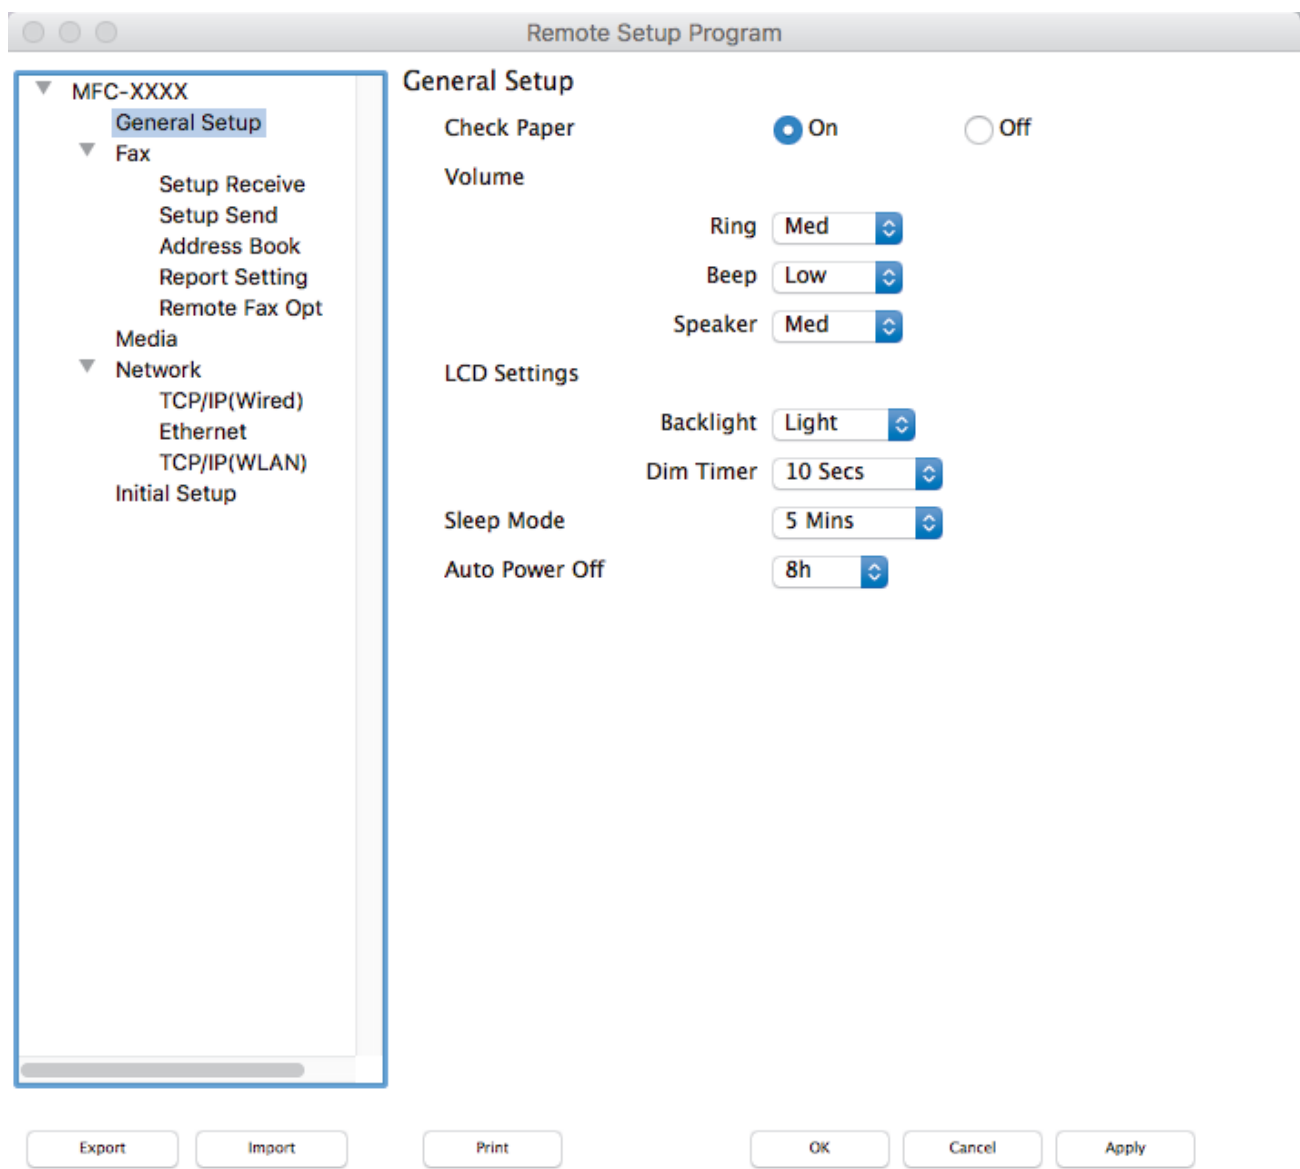 Remote Setup Program
MFC-XXXX
General Setup
Fax
Setup Receive
Setup Send
Address Book
Report Setting
Remote Fax Opt
Media
Network
TCP/IP(Wired)
Ethernet
TCP/IP(WLAN)
Initial Setup
General Setup
Check Paper On Off
Volume
Ring Med
Beep Low
Speaker Med
LCD Settings
Backlight Light
Dim Timer 10 Secs
Sleep Mode 5 Mins
Auto Power Off 8h
Export Import Print OK Cancel Apply